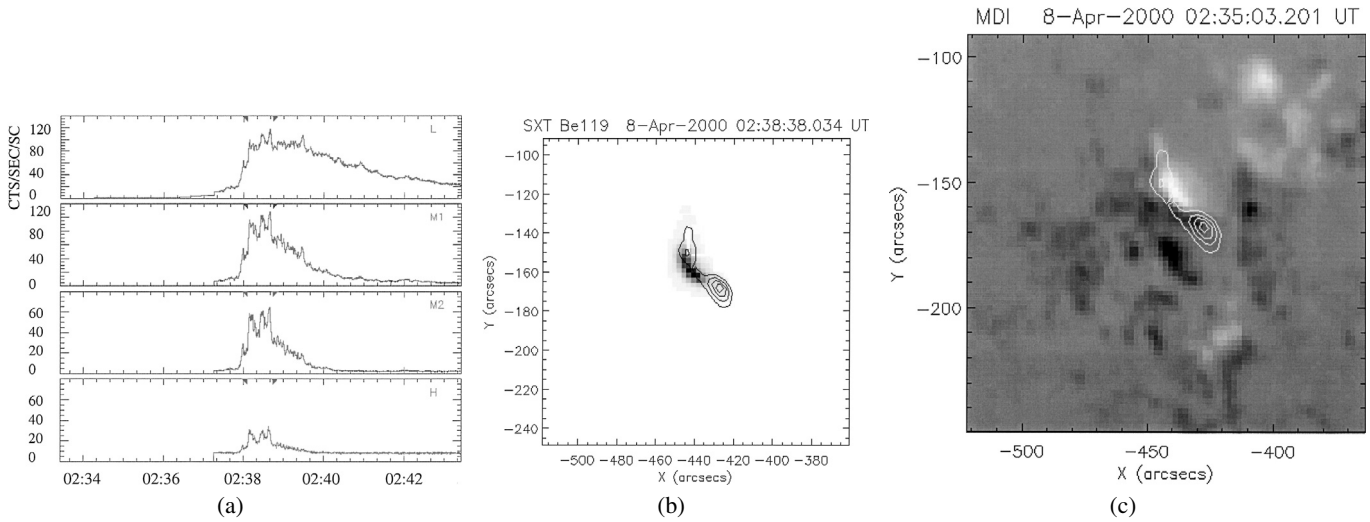 CTS/SEC/SC
L
120
80
40
0
M1
120
80
40
0
M2
60
40
20
0
H
60
40
20
0
02:34 02:36 02:38 02:40 02:42
(a)
SXT Be119 8-Apr-2000 02:38:38.034 UT
Y (arcsecs)
-100
-120
-140
-160
-180
-200
-220
-240
-500 -480 -460 -440 -420 -400 -380
X (arcsecs)
(b)
MDI 8-Apr-2000 02:35:03.201 UT
Y (arcsecs)
-100
-150
-200
-500 -450 -400
X (arcsecs)
(c)